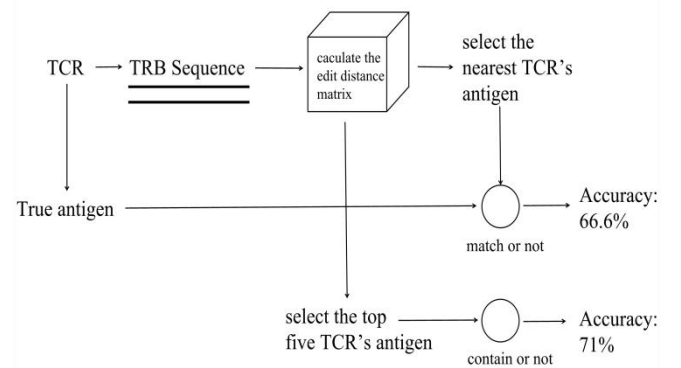 TCR
TRB Sequence
caculate the
edit distance
matrix
select the
nearest TCR's
antigen
True antigen
match or not
Accuracy:
66.6%
select the top
five TCR's antigen
contain or not
Accuracy:
71%